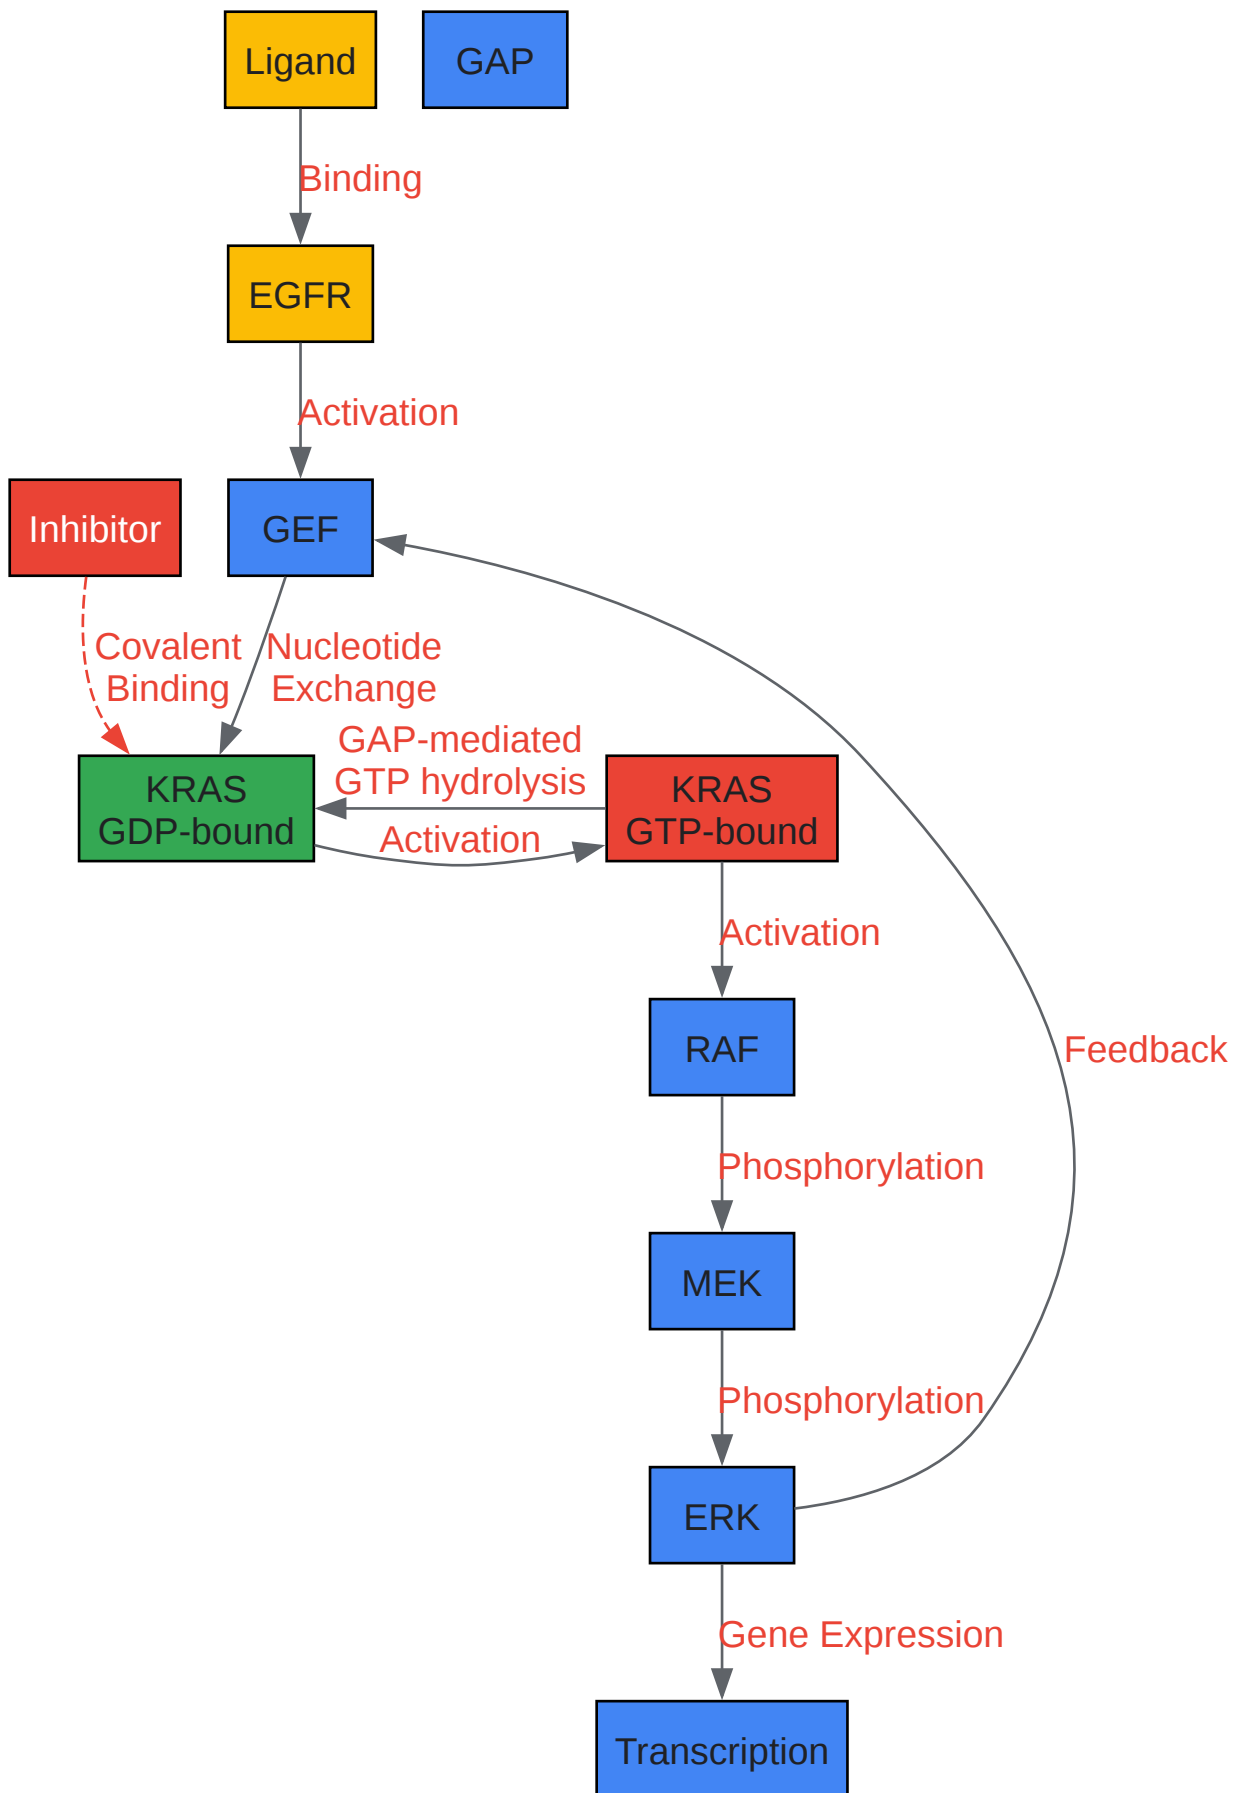 Ligand
GAP
Binding
EGFR
Activation
Inhibitor
GEF
Covalent
Binding
Nucleotide
Exchange
GAP-mediated
GTP hydrolysis
KRAS
GDP-bound
KRAS
GTP-bound
Activation
Activation
RAF
Feedback
Phosphorylation
MEK
Phosphorylation
ERK
Gene Expression
Transcription